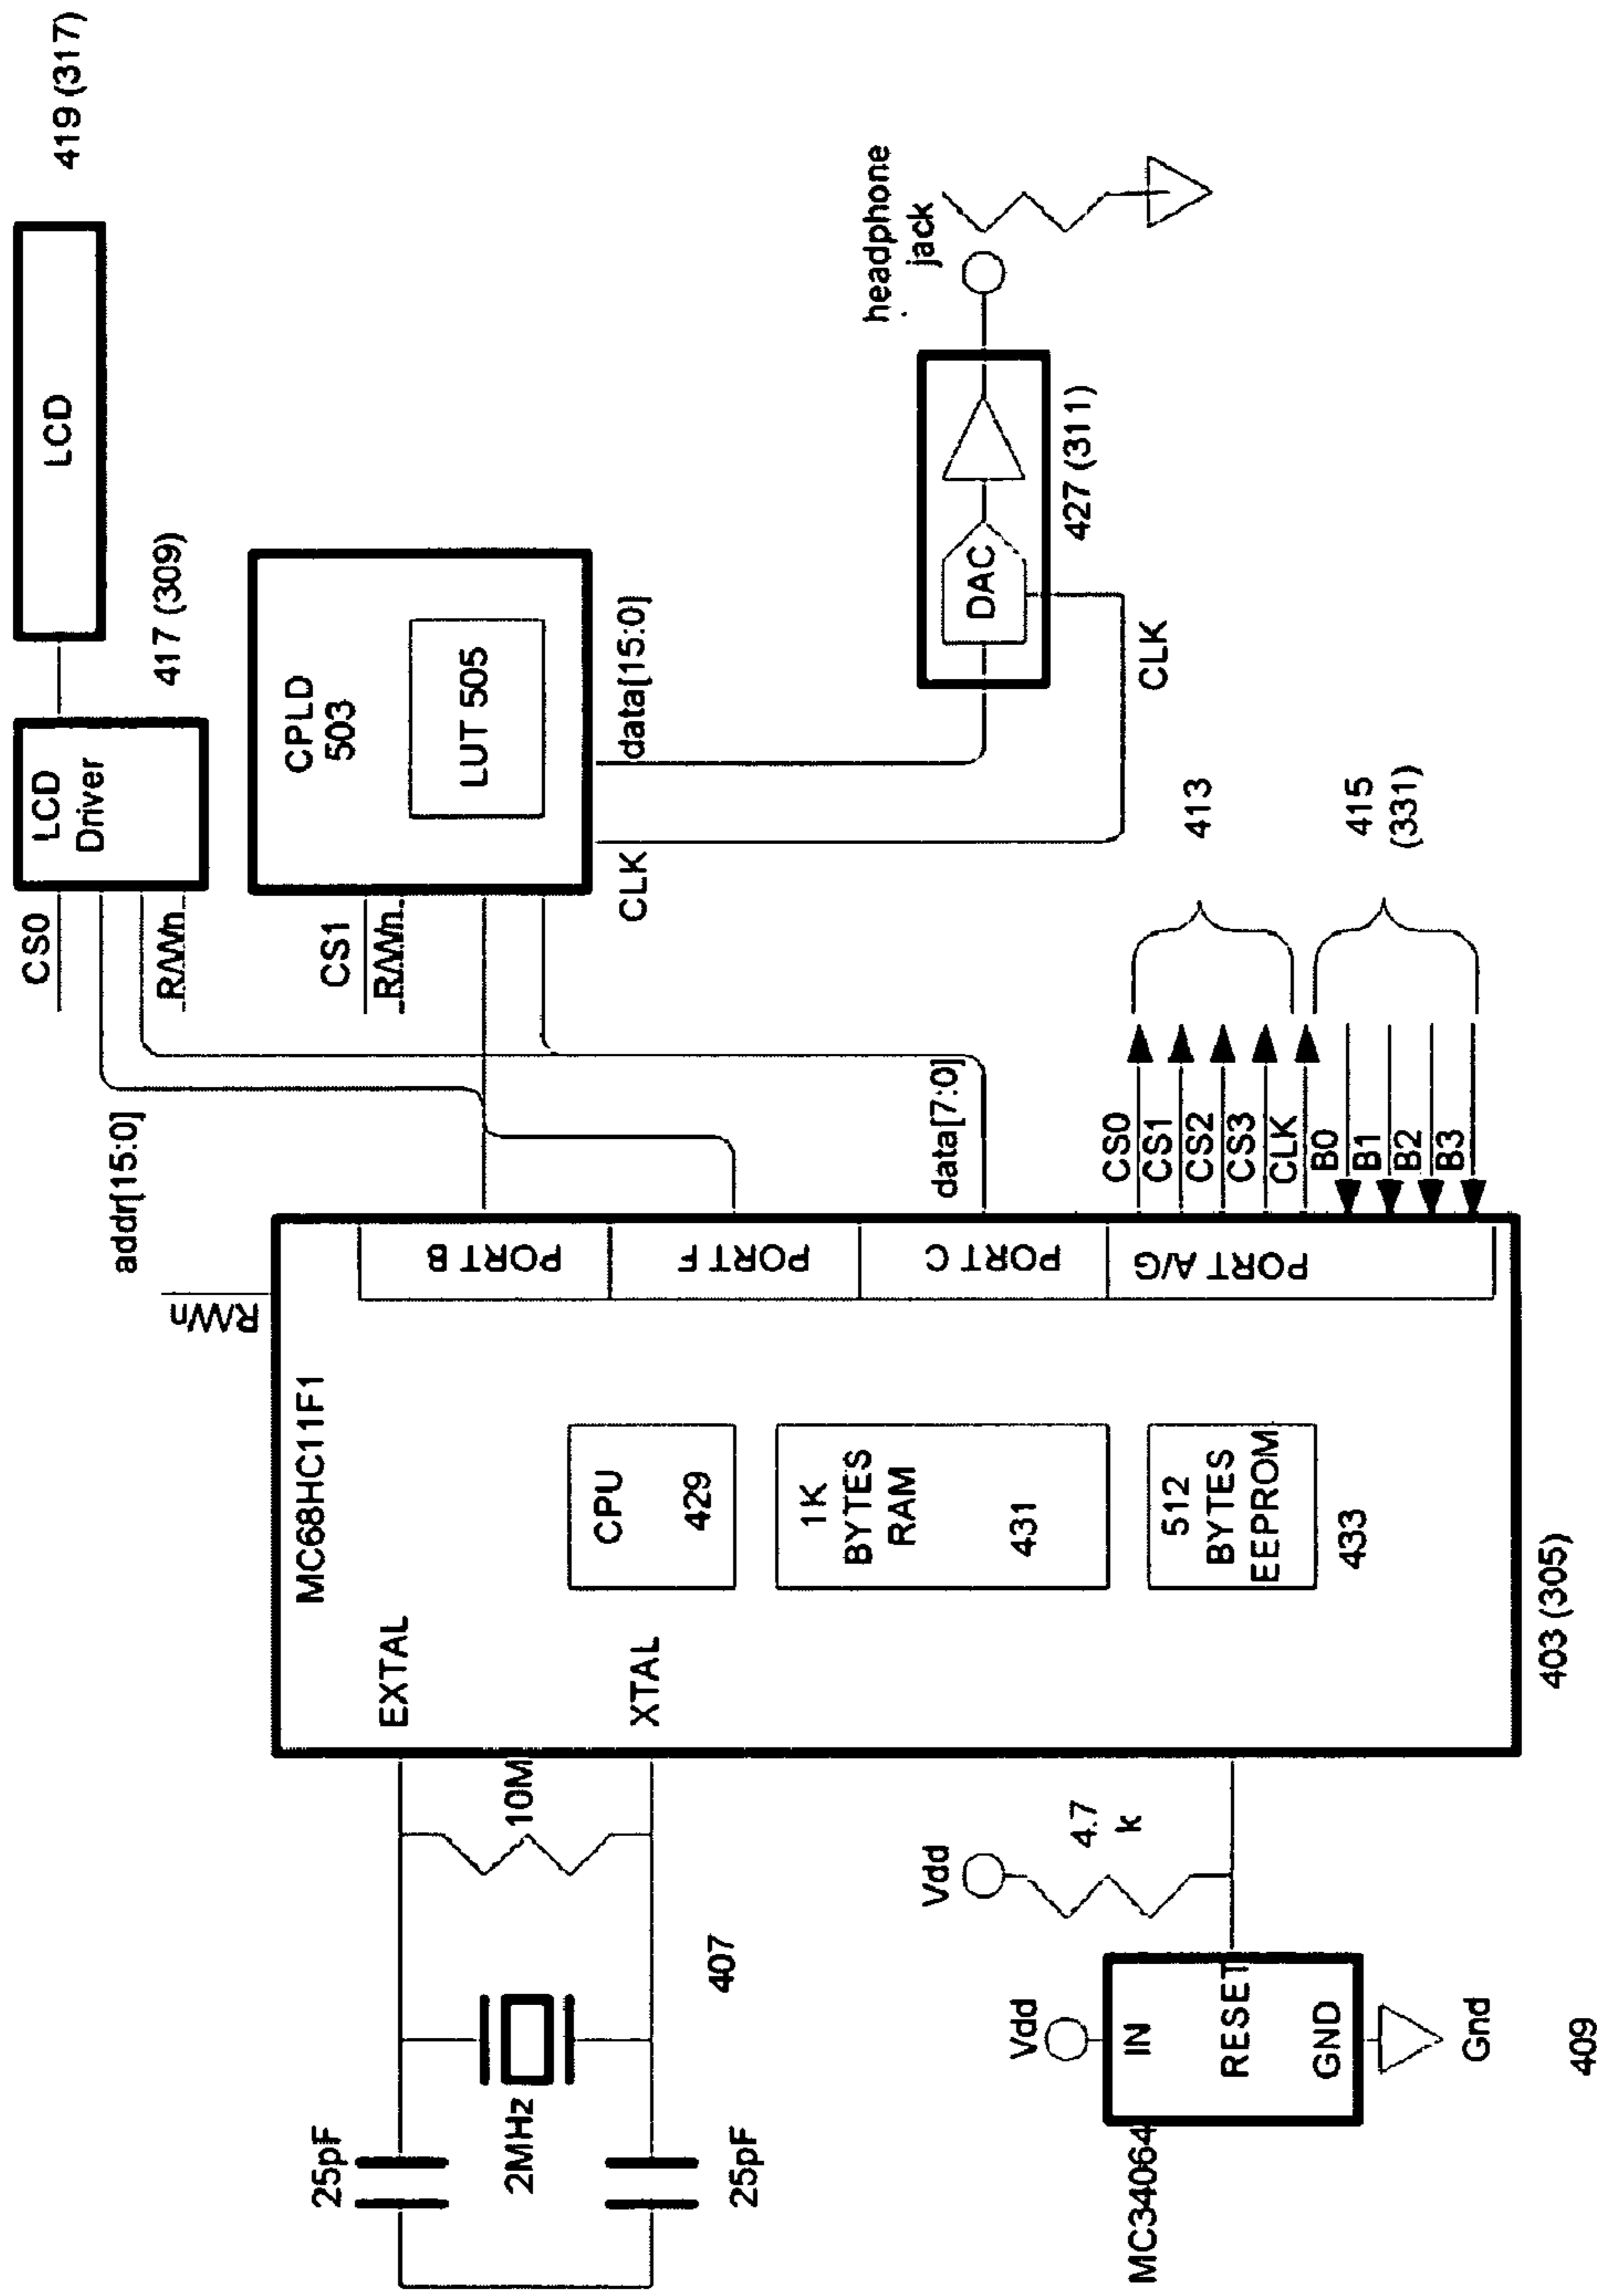 419 (317)
LCD
417 (309)
LCD
Driver
CS0
R/Wn
addr[15:0]
CPLD
503
LUT 505
CS1
R/Wn
CLK
data[15:0]
headphone
jack
DAC
427 (311)
CLK
R/Wn
MC68HC11F1
EXTAL
XTAL
CPU
429
1K
BYTES
RAM
431
512
BYTES
EEPROM
433
403 (305)
PORT B
PORT F
PORT C
PORT A/G
data[7:0]
CS0
CS1
CS2
CS3
CLK
B0
B1
B2
B3
413
415
(331)
25pF
2MHz
25pF
10M
407
Vdd
4.7
k
Vdd
IN
RESET
GND
MC34064
Gnd
409